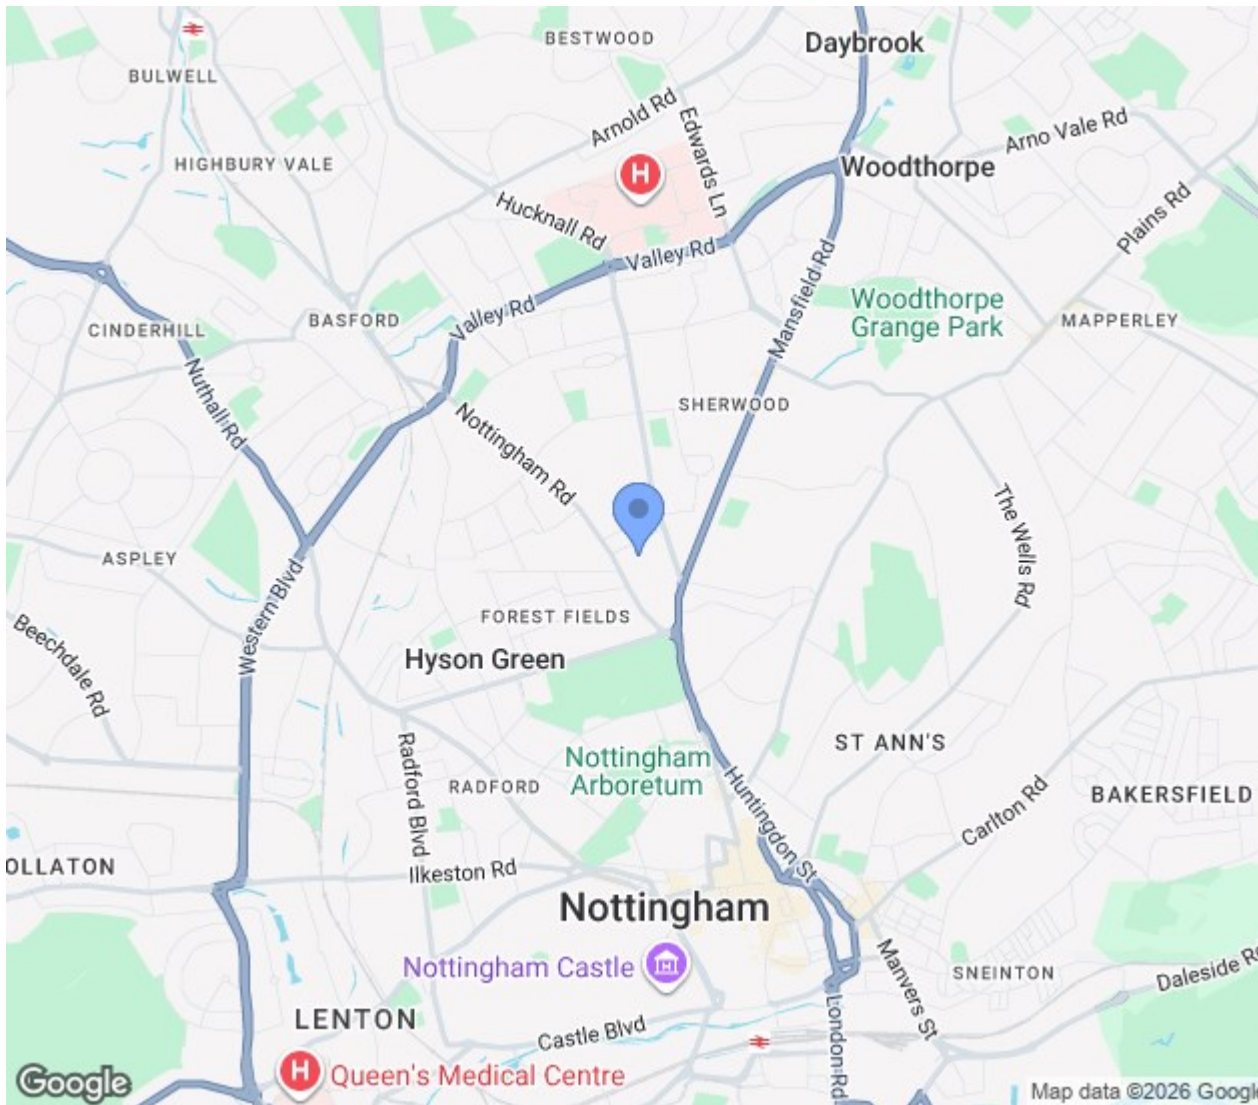 BESTWOOD
Daybrook
BULWELL
Arnold Rd
Edwards Ln
Arno Vale Rd
HIGHBURY VALE
H
Woodthorpe
Hucknall Rd
Plains Rd
Valley Rd
Mansfield Rd
Woodthorpe
Grange Park
CINDERHILL
BASFORD
Valley Rd
MAPPERLEY
Nuthall Rd
SHERWOOD
Nottingham Rd
The Wells Rd
ASPLEY
Western Blvd
FOREST FIELDS
Beechdale Rd
Hyson Green
Radford Blvd
Nottingham
Arboretum
ST ANN'S
RADFORD
Huntingdon St
Carlton Rd
BAKERSFIELD
OLLATON
Ilkeston Rd
Nottingham
Manvers St
Nottingham Castle
SNEINTON
Daleside Rd
LENTON
Castle Blvd
London Rd
H
Queen's Medical Centre
Google
Map data ©2026 Google